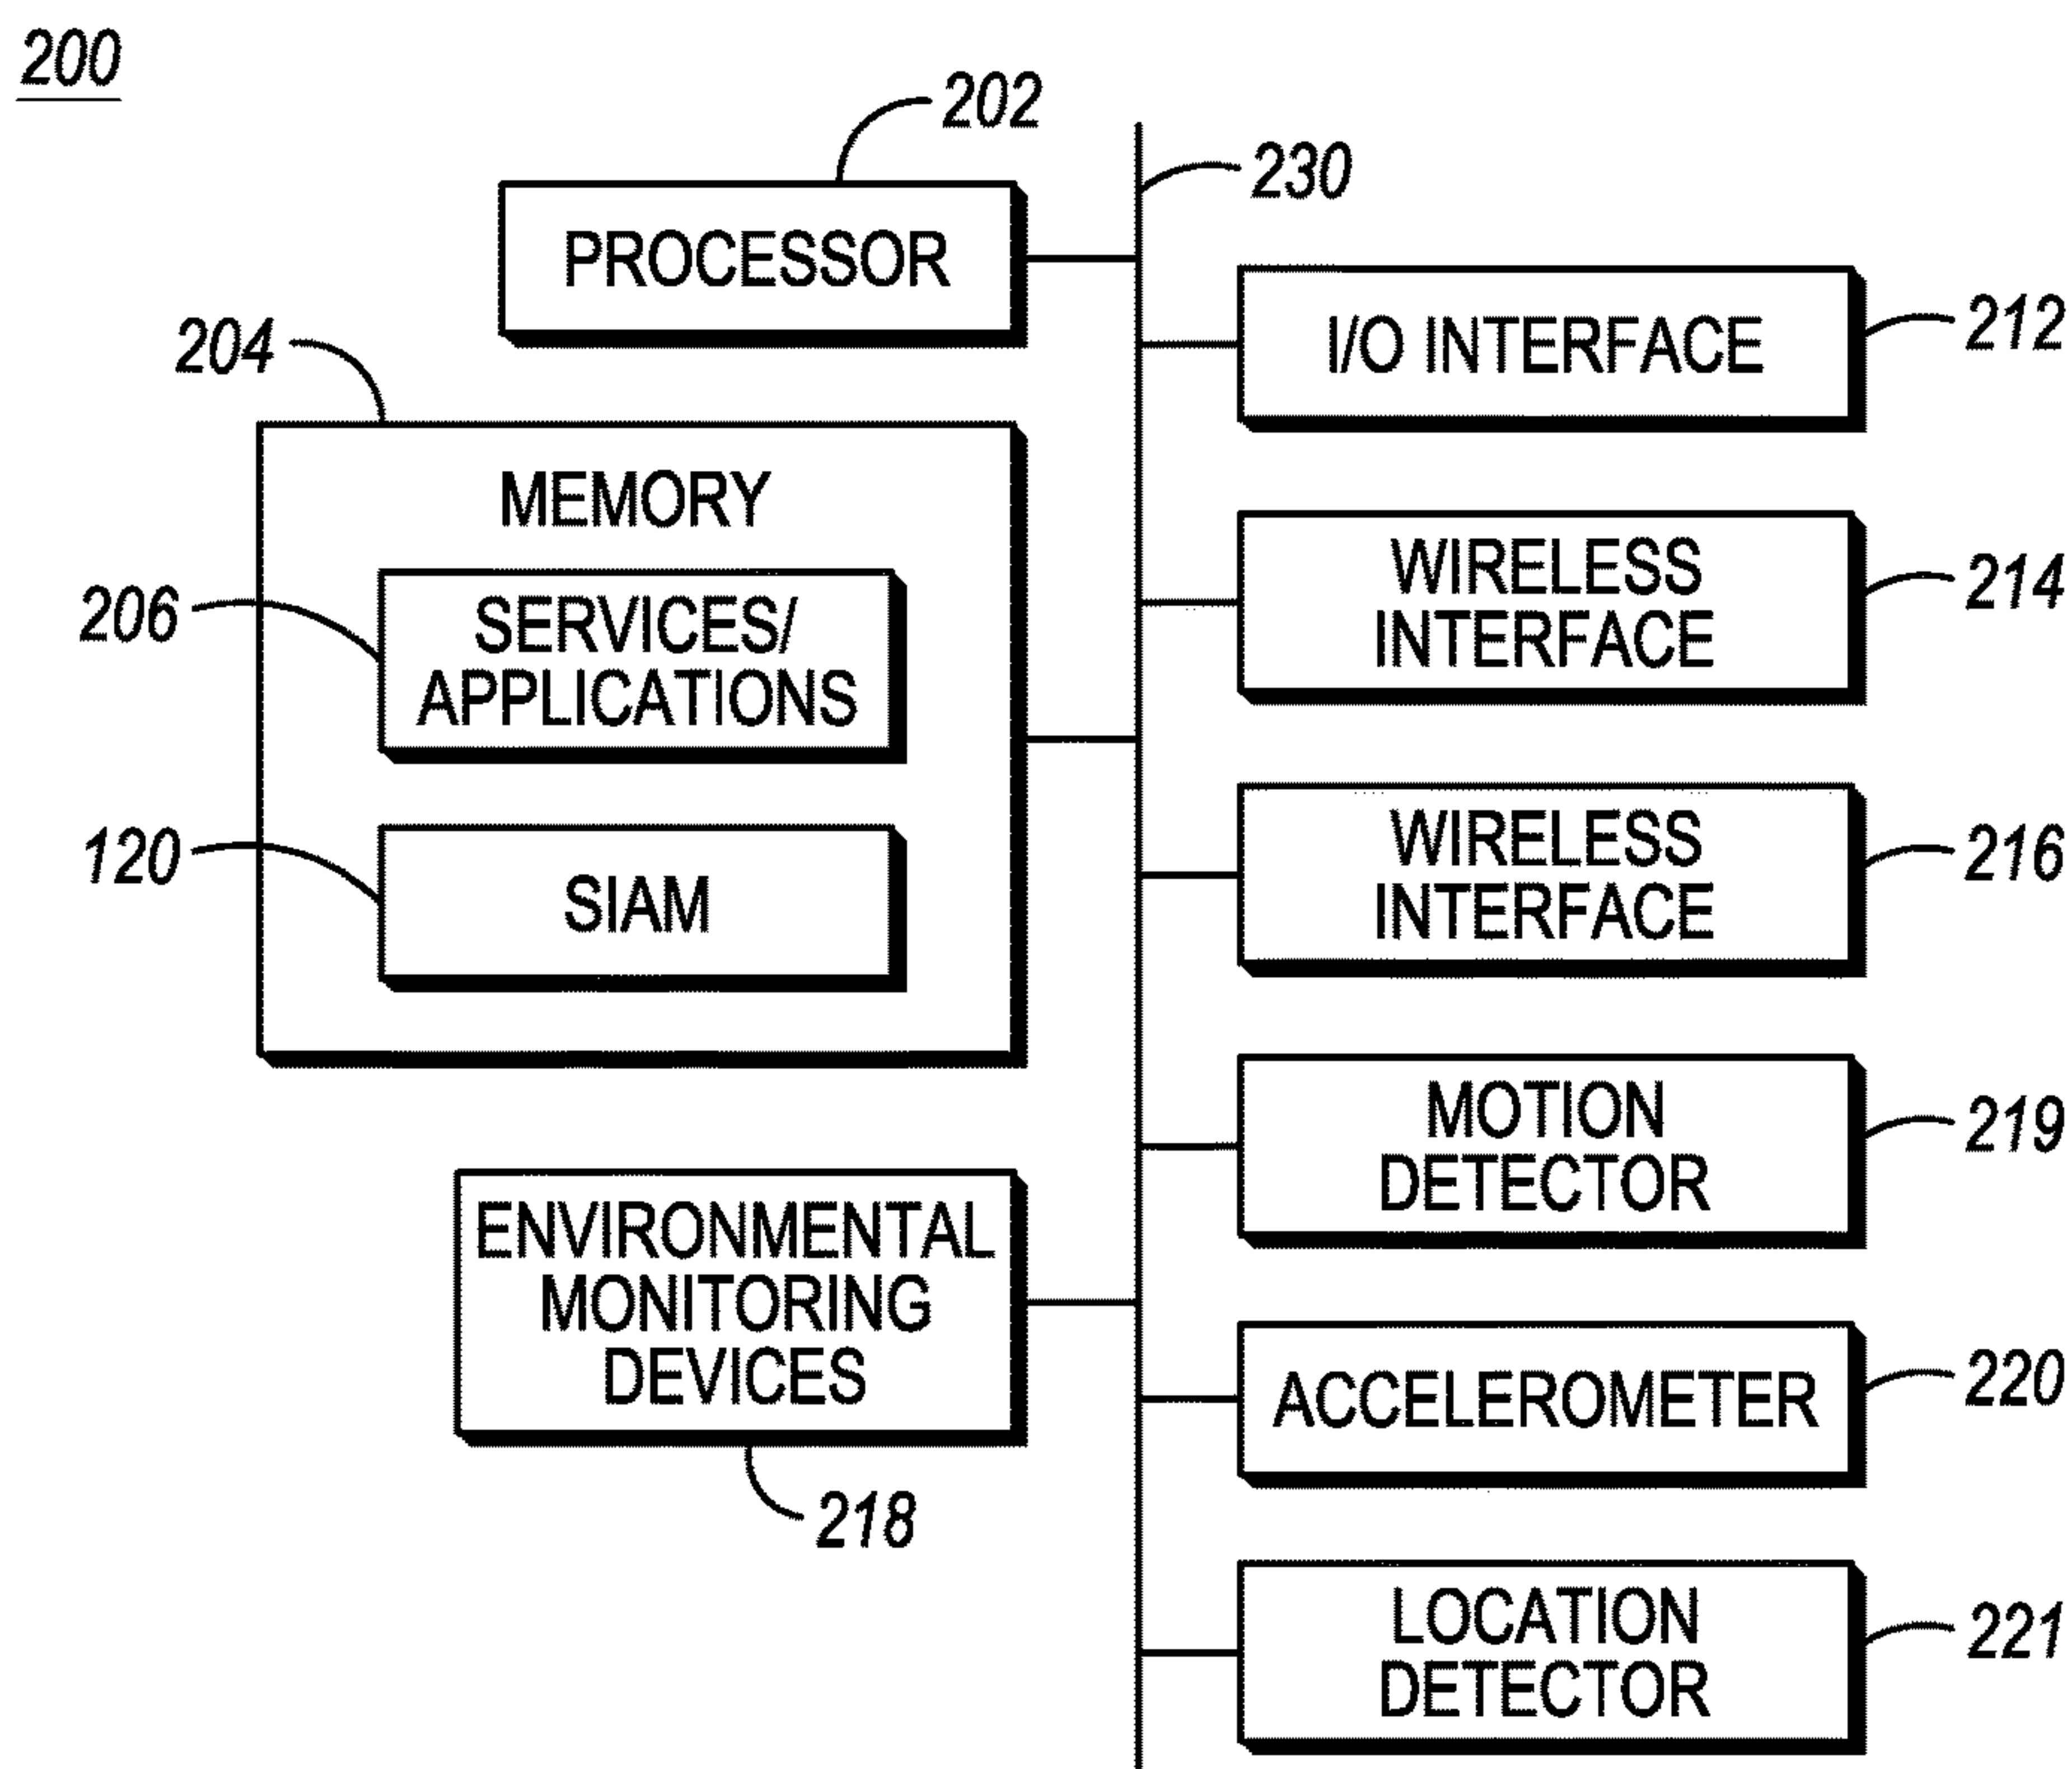 200
202
PROCESSOR
230
204
I/O INTERFACE
212
MEMORY
206
SERVICES/
APPLICATIONS
WIRELESS
INTERFACE
214
120
SIAM
WIRELESS
INTERFACE
216
MOTION
DETECTOR
219
ENVIRONMENTAL
MONITORING
DEVICES
218
ACCELEROMETER
220
LOCATION
DETECTOR
221